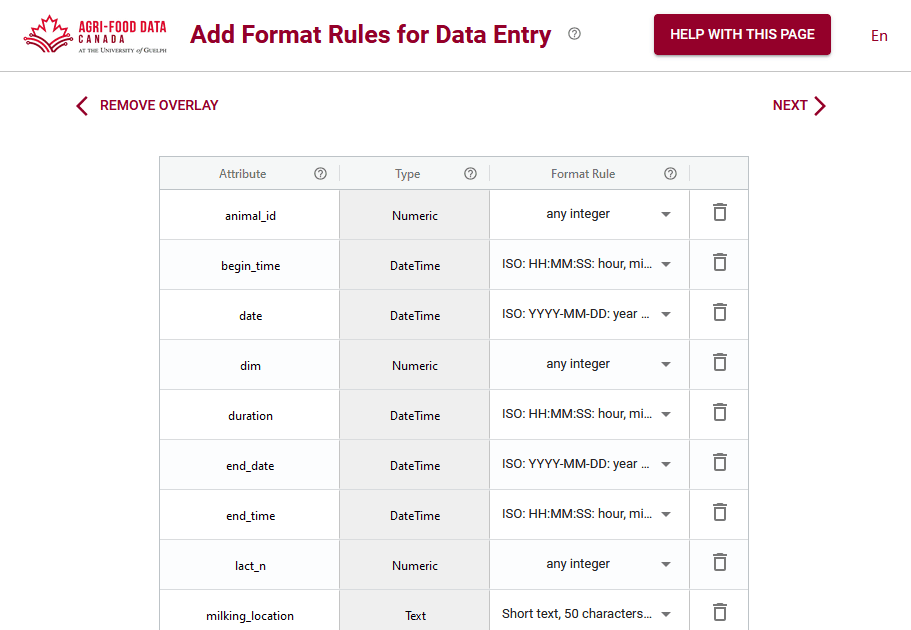 AGRI-FOOD DATA
CANADA
AT THE UNIVERSITY of GUELPH
Add Format Rules for Data Entry
HELP WITH THIS PAGE
En
REMOVE OVERLAY
NEXT
Attribute Type Format Rule
animal_id Numeric any integer
begin_time DateTime ISO: HH:MM:SS: hour, mi...
date DateTime ISO: YYYY-MM-DD: year ...
dim Numeric any integer
duration DateTime ISO: HH:MM:SS: hour, mi...
end_date DateTime ISO: YYYY-MM-DD: year ...
end_time DateTime ISO: HH:MM:SS: hour, mi...
lact_n Numeric any integer
milking_location Text Short text, 50 characters...